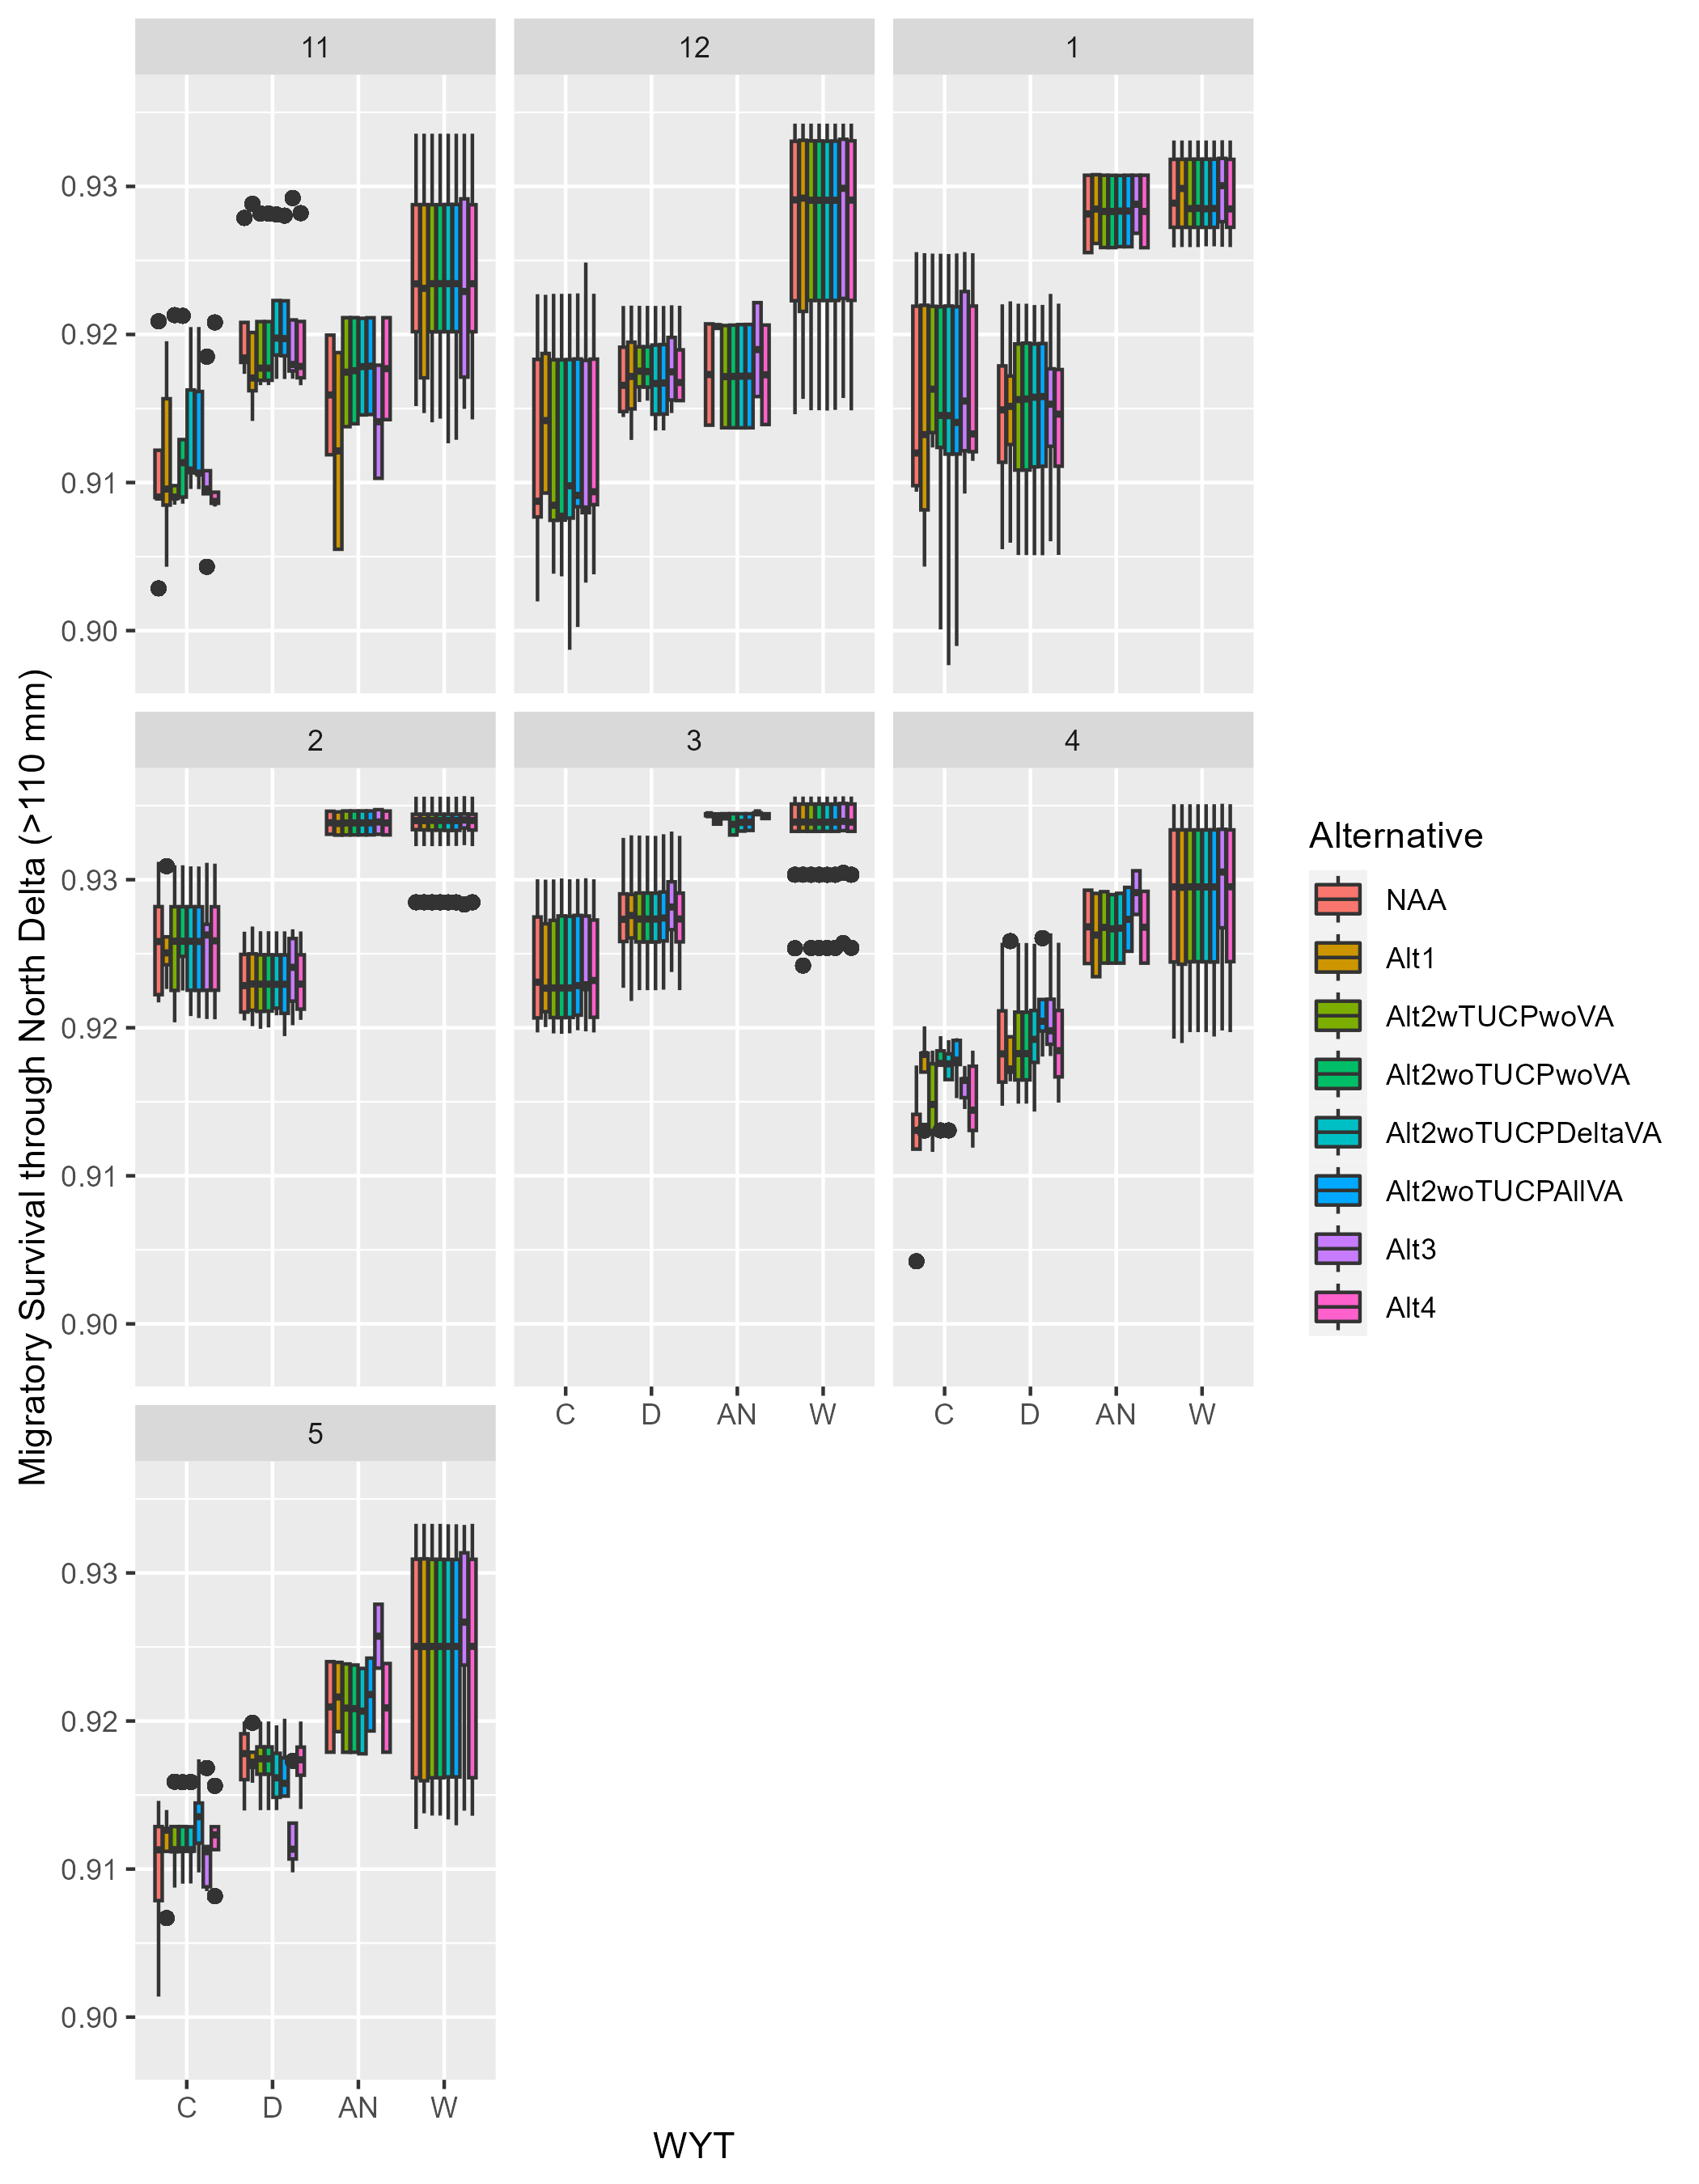 11
12
1
0.93
0.92
0.91
0.90
2
3
4
0.93
0.92
0.91
0.90
C D AN W
C D AN W
5
0.93
0.92
0.91
0.90
C D AN W
WYT
Migratory Survival through North Delta (>110 mm)
Alternative
NAA
Alt1
Alt2wTUCPwoVA
Alt2woTUCPwoVA
Alt2woTUCPDeltaVA
Alt2woTUCPAllVA
Alt3
Alt4